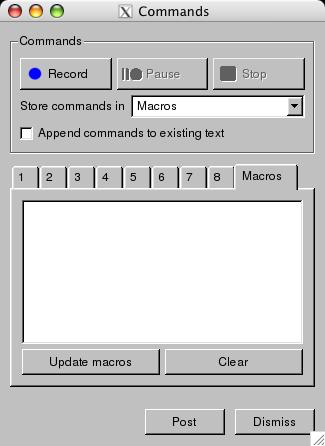 Commands
Commands
Record Pause Stop
Store commands in Macros
Append commands to existing text
1 2 3 4 5 6 7 8 Macros
Update macros Clear
Post Dismiss